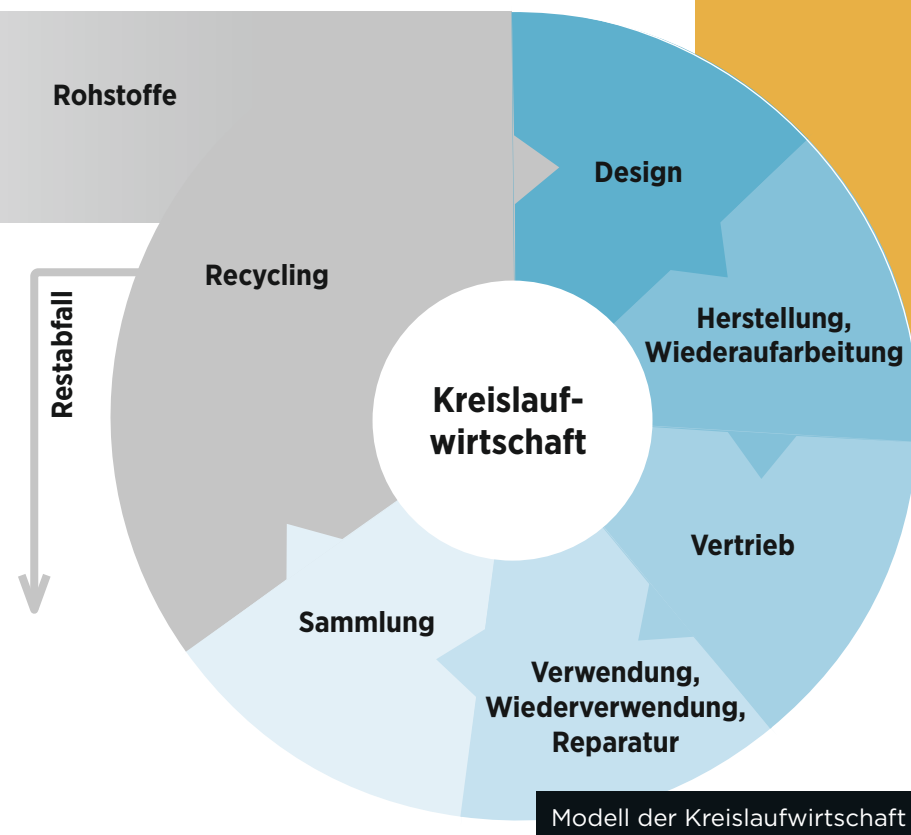 Rohstoffe
Design
Recycling
Restabfall
Herstellung,
Wiederaufarbeitung
Kreislauf-
wirtschaft
Vertrieb
Sammlung
Verwendung,
Wiederverwendung,
Reparatur
Modell der Kreislaufwirtschaft